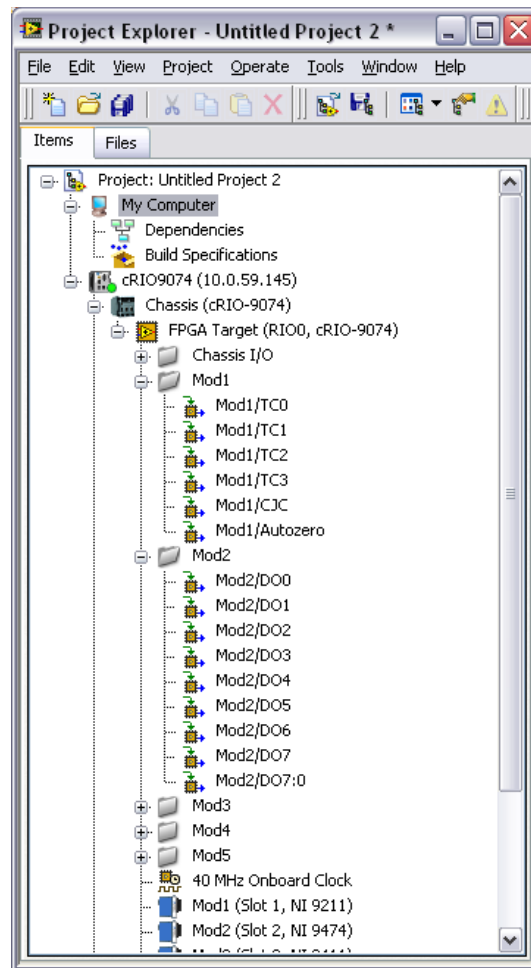 Project Explorer - Untitled Project 2 *
File Edit View Project Operate Tools Window Help
Items Files
Project: Untitled Project 2
My Computer
Dependencies
Build Specifications
cRIO9074 (10.0.59.145)
Chassis (cRIO-9074)
FPGA Target (RIO0, cRIO-9074)
Chassis I/O
Mod1
Mod1/TC0
Mod1/TC1
Mod1/TC2
Mod1/TC3
Mod1/CJC
Mod1/Autozero
Mod2
Mod2/DO0
Mod2/DO1
Mod2/DO2
Mod2/DO3
Mod2/DO4
Mod2/DO5
Mod2/DO6
Mod2/DO7
Mod2/DO7:0
Mod3
Mod4
Mod5
40 MHz Onboard Clock
Mod1 (Slot 1, NI 9211)
Mod2 (Slot 2, NI 9474)